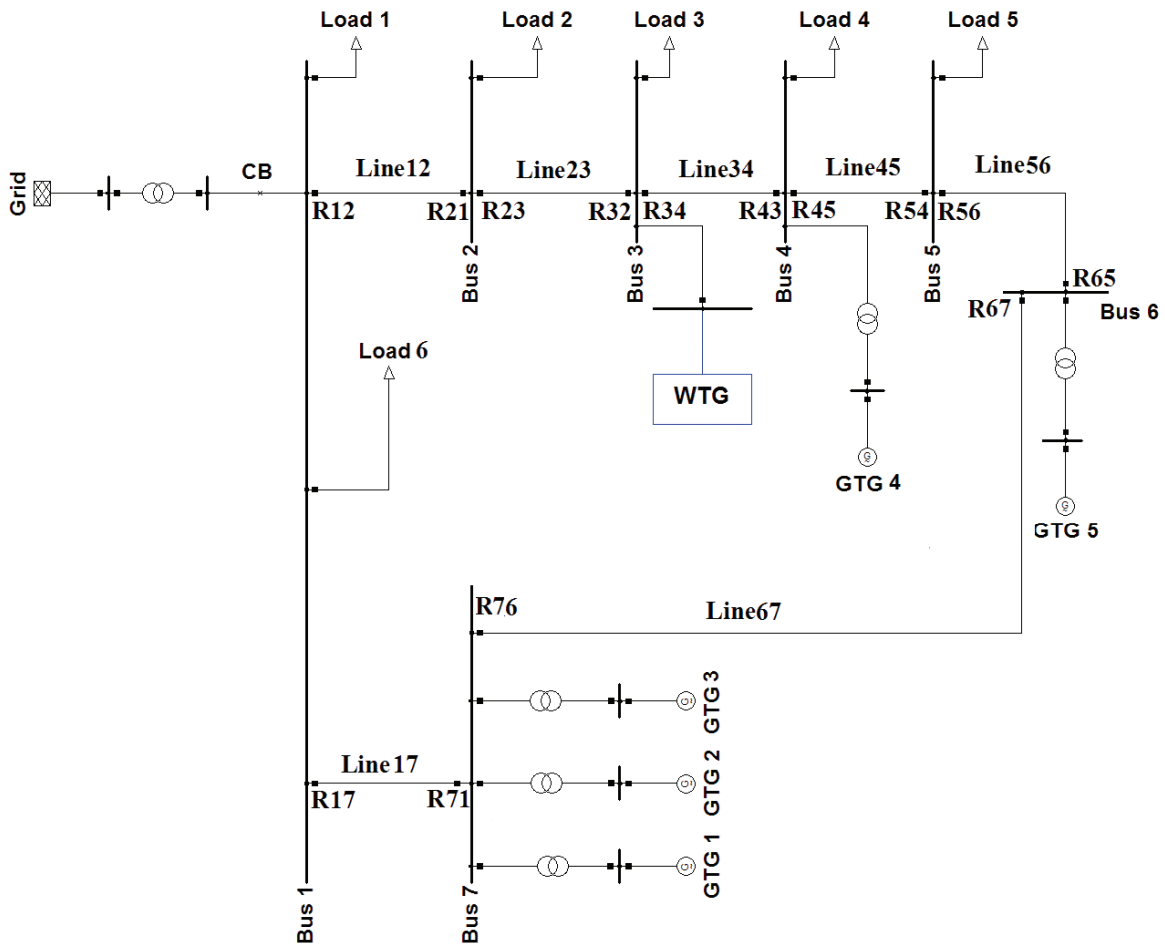 Load 1
Load 2
Load 3
Load 4
Load 5
Grid
CB
Line12
Line23
Line34
Line45
Line56
R12
R21
R23
R32
R34
R43
R45
R54
R56
Bus 2
Bus 3
Bus 4
Bus 5
R65
R67
Bus 6
Load 6
WTG
GTG 4
GTG 5
R76
Line67
GTG 3
Line17
GTG 2
R17
R71
GTG 1
Bus 1
Bus 7
G
G
G
G
G